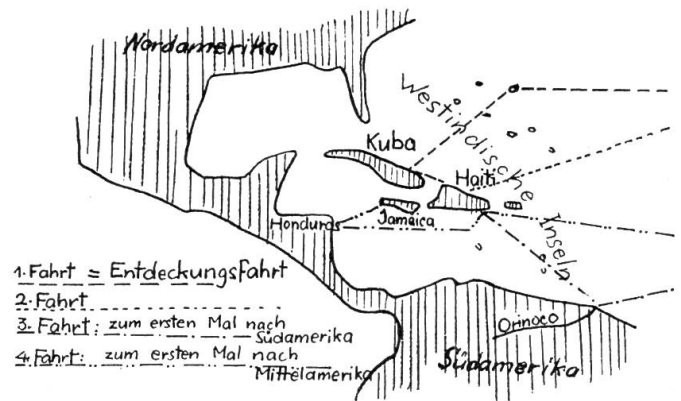 Nordamerika
Westindische Inseln
Kuba
Haiti
Jamaica
Honduras
1. Fahrt = Entdeckungsfahrt
2. Fahrt
3. Fahrt: zum ersten Mal nach
Südamerika
4. Fahrt: zum ersten Mal nach
Mittelamerika
Orinoco
Südamerika